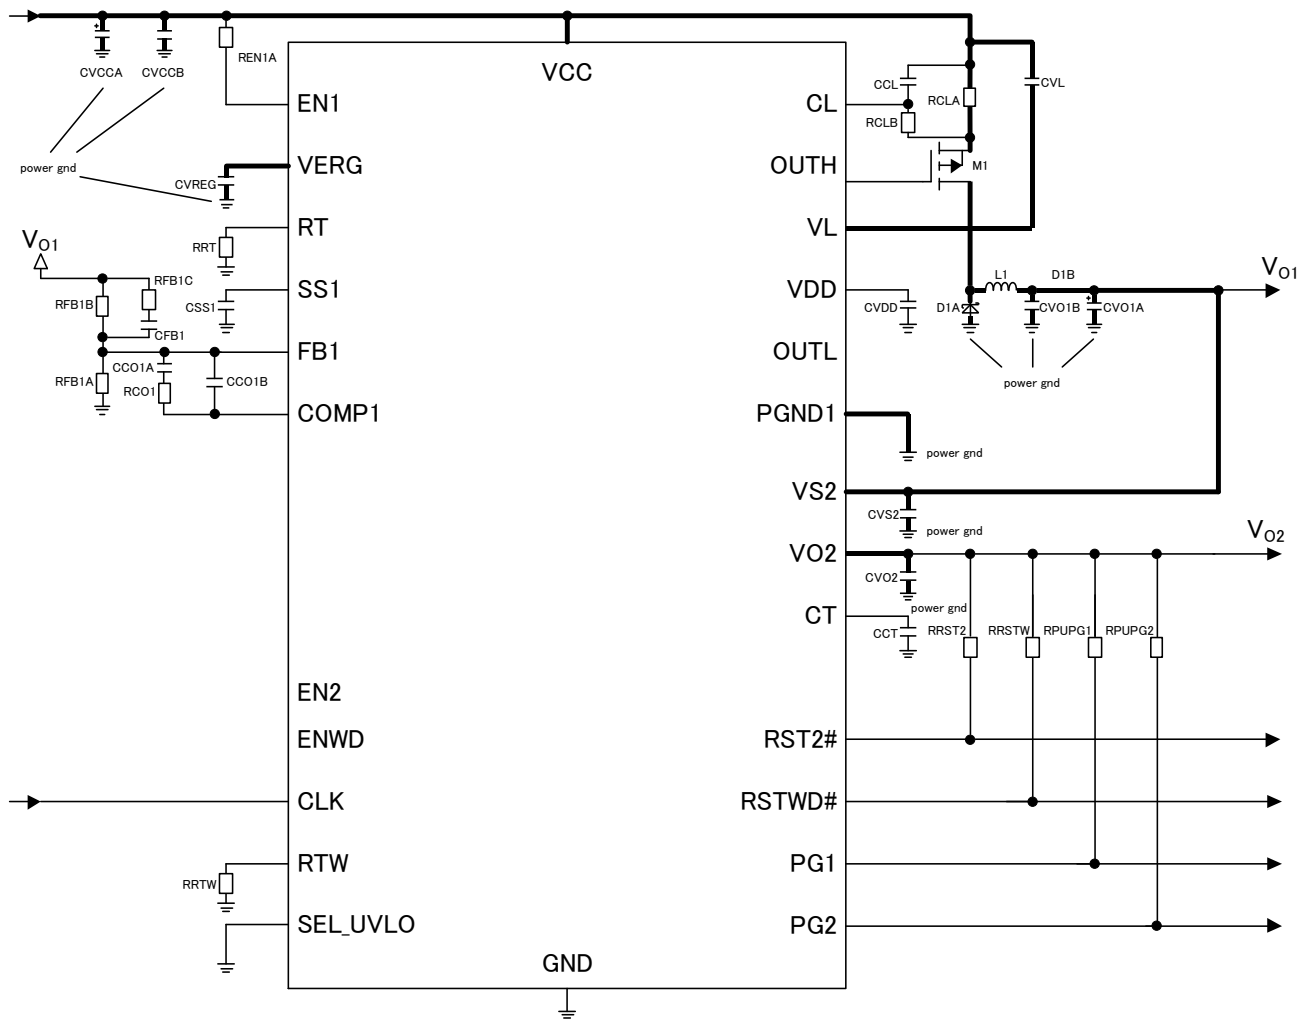 VCC
REN1A
CVCCA
CVCCB
EN1
CL
CCL
RCLA
RCLB
CVL
power gnd
CVREG
VERG
OUTH
M1
RT
RRT
VL
VO1
RFB1C
RFB1B
CFB1
SS1
CSS1
VDD
CVDD
D1A
L1
D1B
CVO1B
CVO1A
VO1
FB1
OUTL
RFB1A
CCO1A
RCO1
CCO1B
power gnd
COMP1
PGND1
power gnd
VS2
CVS2
power gnd
VO2
CVO2
VO2
power gnd
CT
CCT
RRST2
RRSTW
RPUPG1
RPUPG2
EN2
ENWD
RST2#
CLK
RSTWD#
RTW
RRTW
PG1
SEL_UVLO
PG2
GND